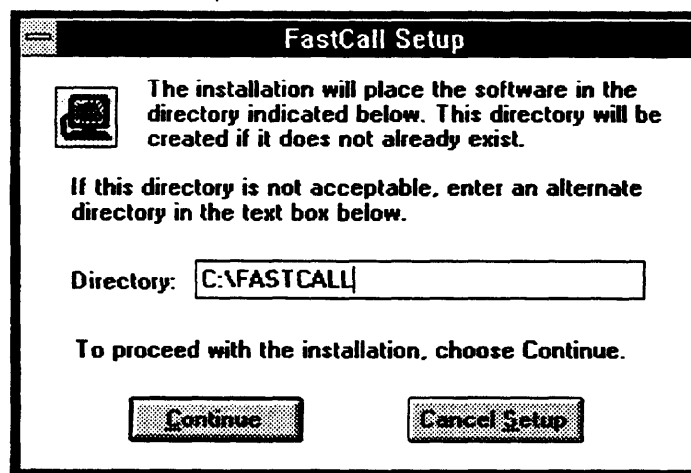 FastCall Setup
The installation will place the software in the
directory indicated below. This directory will be
created if it does not already exist.
If this directory is not acceptable, enter an alternate
directory in the text box below.
Directory: C:\FASTCALL
To proceed with the installation, choose Continue.
Continue Cancel Setup